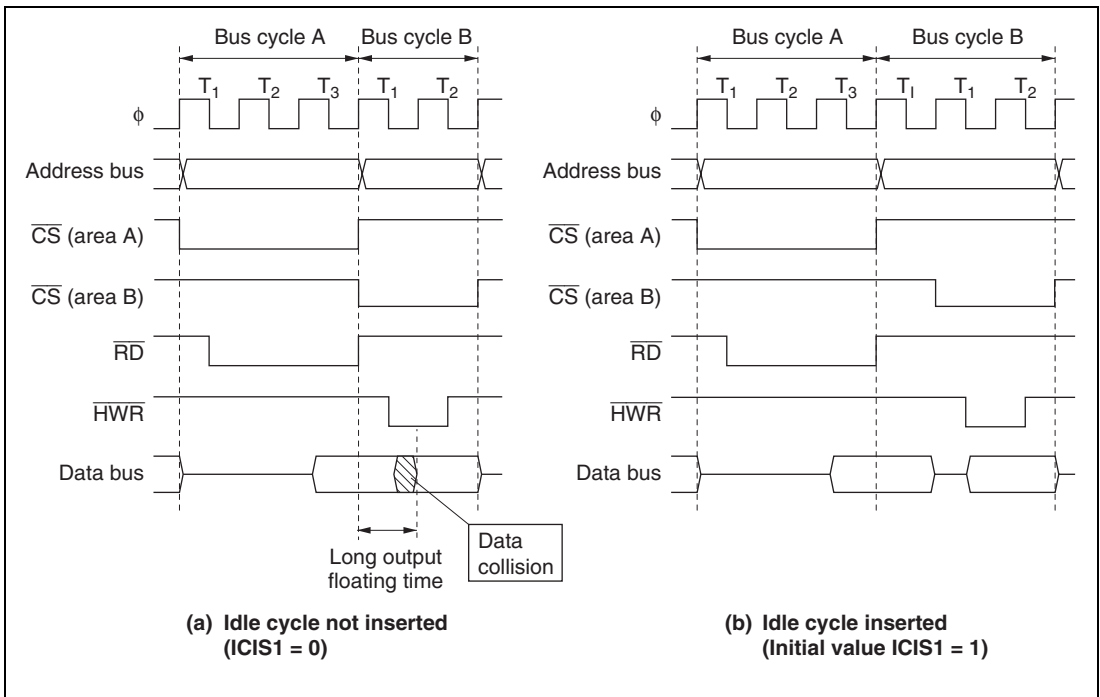 Bus cycle A Bus cycle B
T1 T2 T3 T1 T2
ϕ
Address bus
CS (area A)
CS (area B)
RD
HWR
Data bus
Long output
floating time
Data
collision
(a) Idle cycle not inserted
(ICIS1 = 0)
Bus cycle A Bus cycle B
T1 T2 T3 TI T1 T2
ϕ
Address bus
CS (area A)
CS (area B)
RD
HWR
Data bus
(b) Idle cycle inserted
(Initial value ICIS1 = 1)